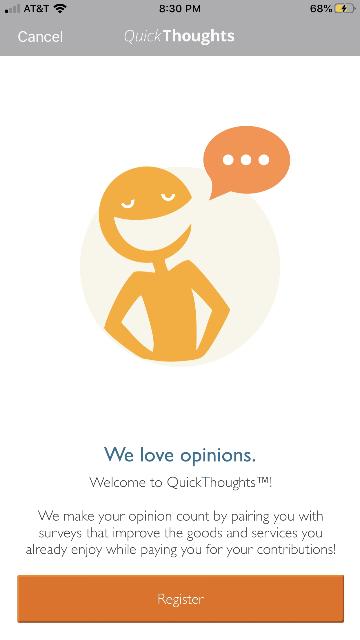 AT&T 8:30 PM 68%
Cancel QuickThoughts
We love opinions.
Welcome to QuickThoughts™!
We make your opinion count by pairing you with
surveys that improve the goods and services you
already enjoy while paying you for your contributions!
Register